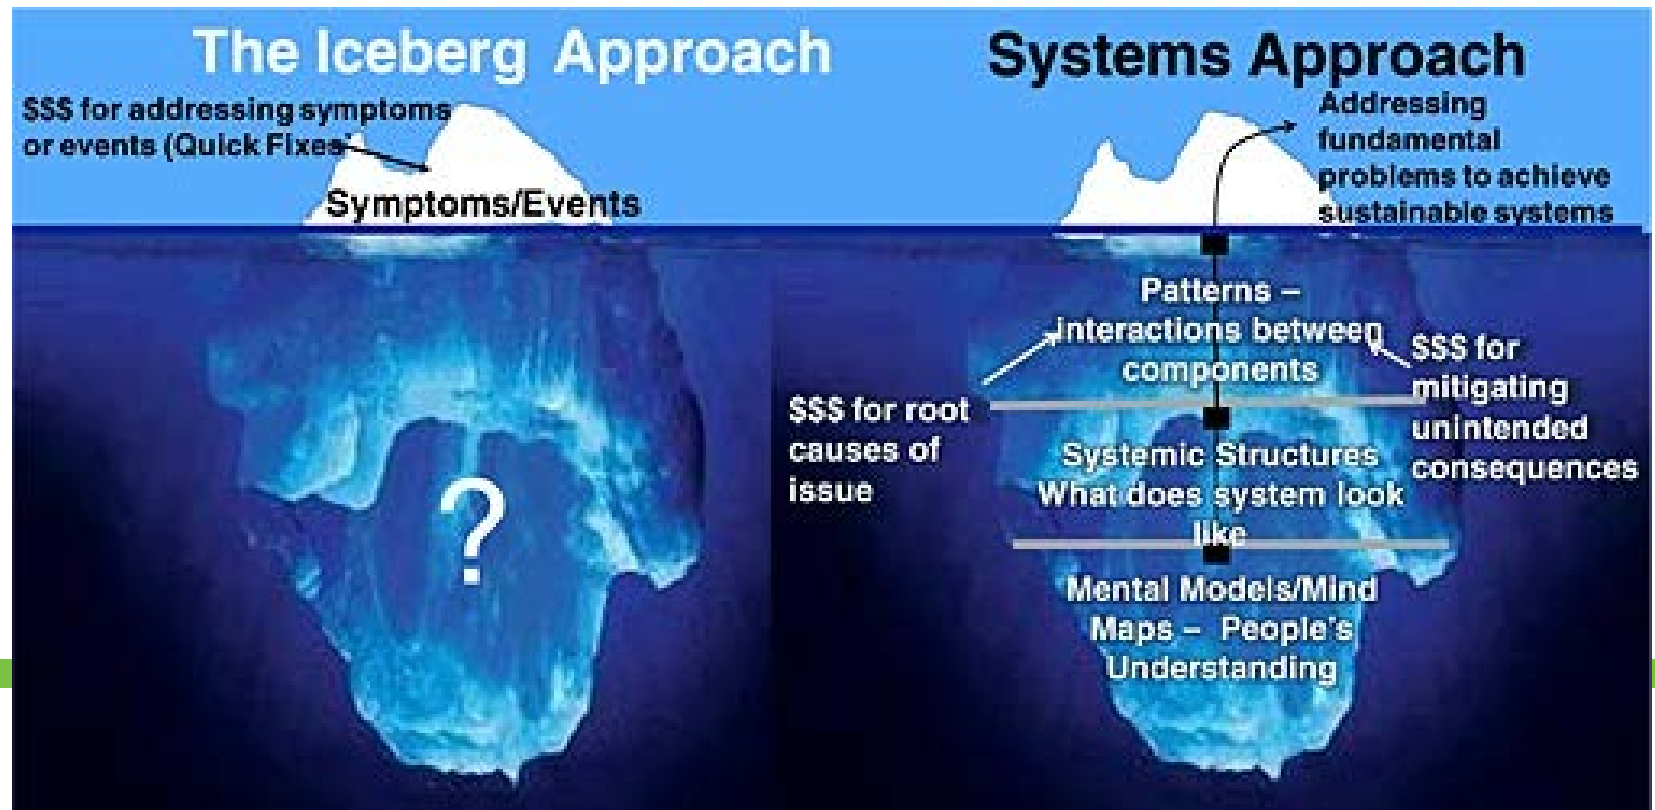 The Iceberg Approach
$$$ for addressing symptoms
or events (Quick Fixes
Symptoms/Events
?
Systems Approach
Addressing
fundamental
problems to achieve
sustainable systems
Patterns –
interactions between
components
$$$ for root
causes of
issue
$$$ for
mitigating
unintended
consequences
Systemic Structures
What does system look
like
Mental Models/Mind
Maps – People's
Understanding